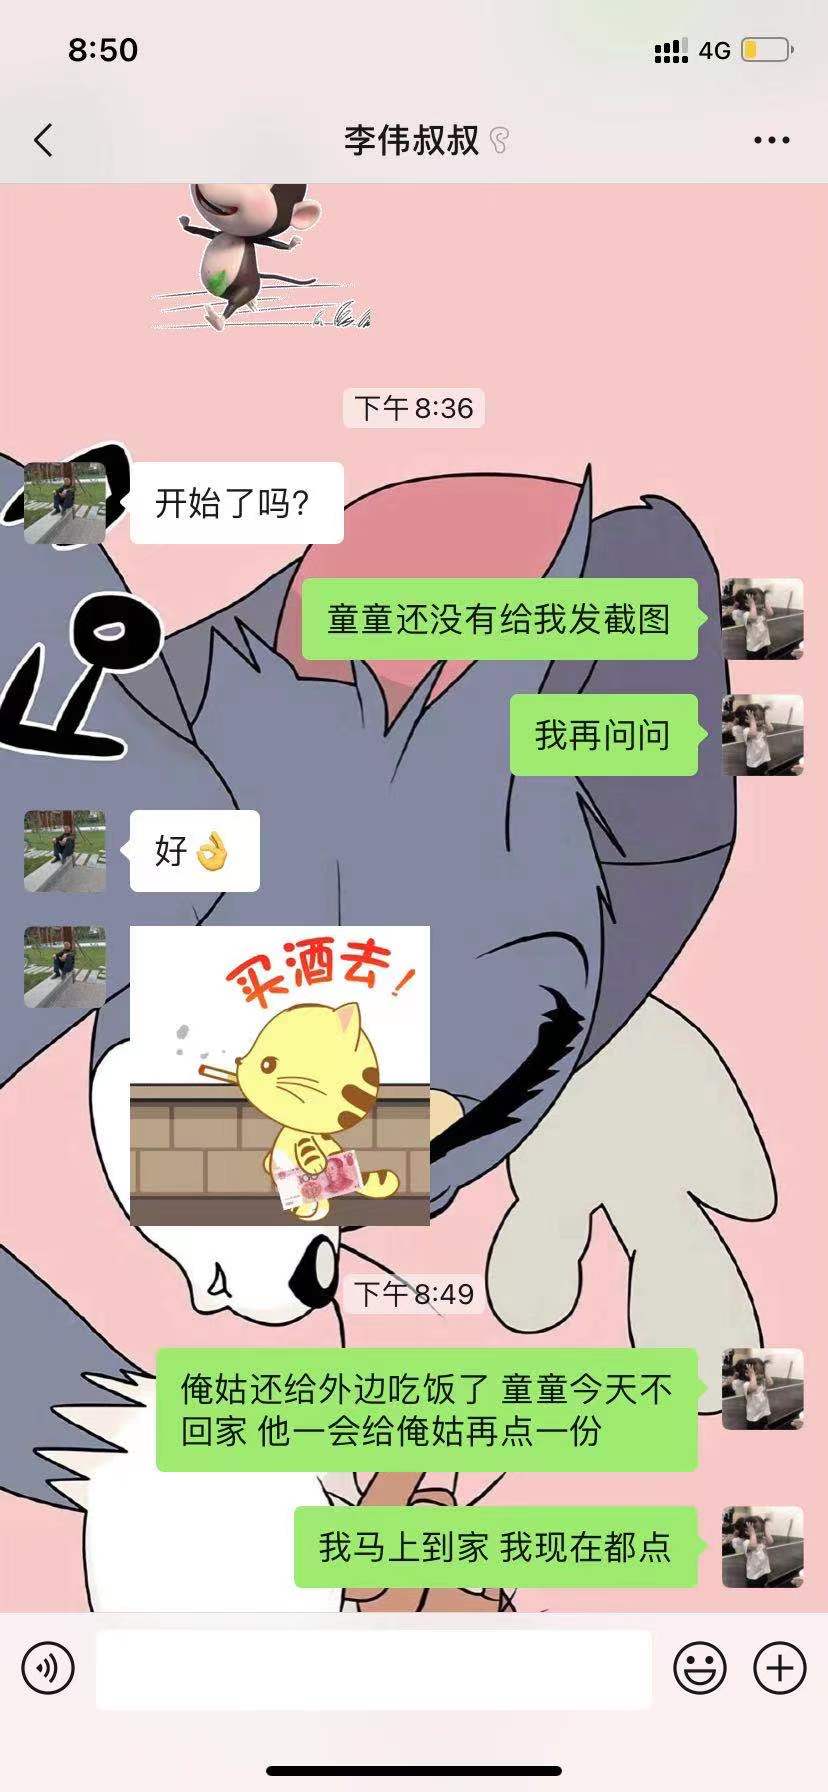 8:50
4G
李伟叔叔
下午 8:36
开始了吗?
童童还没有给我发截图
我再问问
好👌
买酒去!
100
下午 8:49
俺姑还给外边吃饭了 童童今天不
回家 他一会给俺姑再点一份
我马上到家 我现在都点